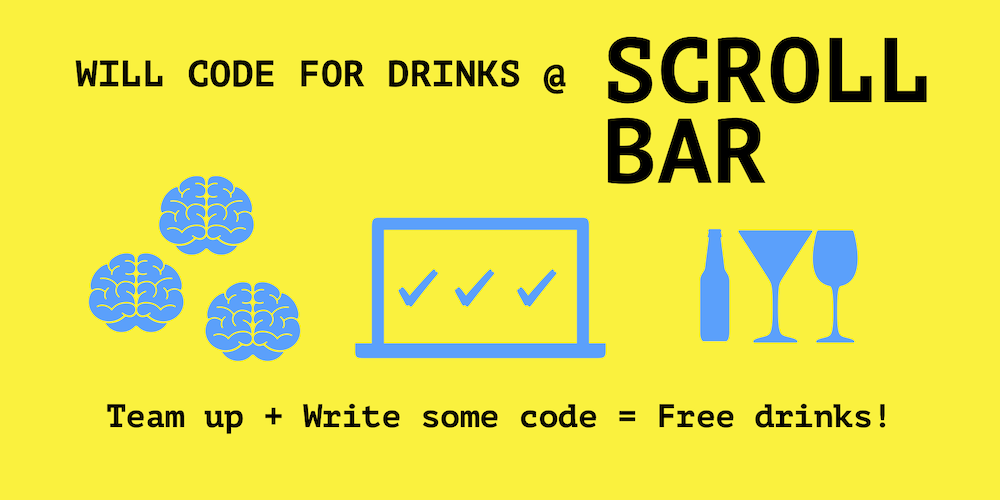 WILL CODE FOR DRINKS @
SCROLL
BAR
Team up + Write some code = Free drinks!